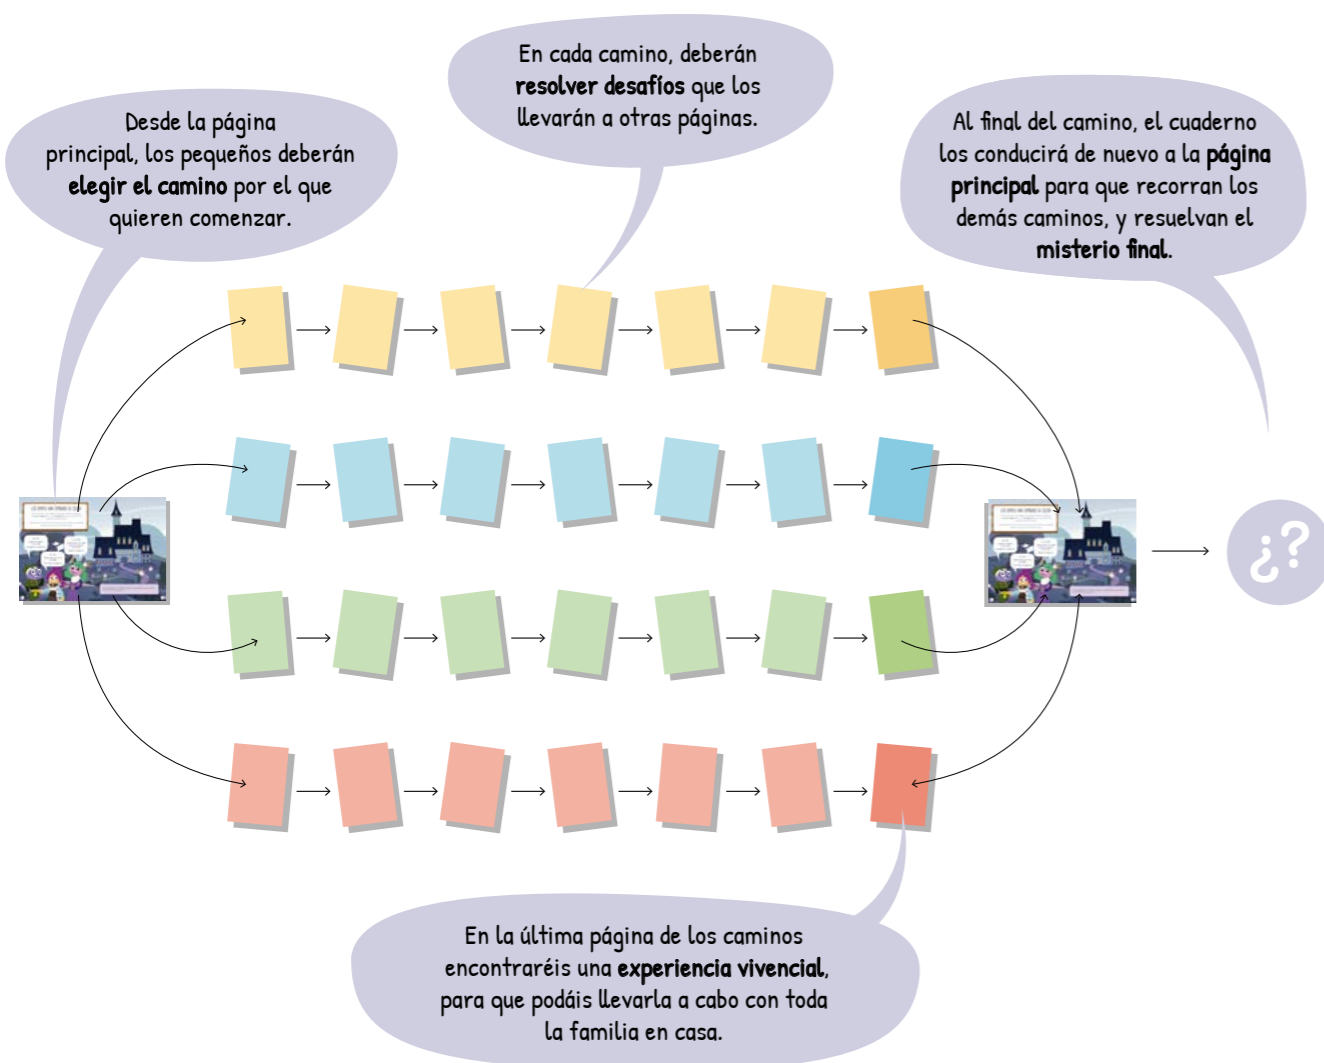 Desde la página
principal, los pequeños deberán
elegir el camino por el que
quieren comenzar.
En cada camino, deberán
resolver desafíos que los
llevarán a otras páginas.
Al final del camino, el cuaderno
los conducirá de nuevo a la página
principal para que recorran los
demás caminos, y resuelvan el
misterio final.
¿?
En la última página de los caminos
encontraréis una experiencia vivencial,
para que podáis llevarla a cabo con toda
la familia en casa.